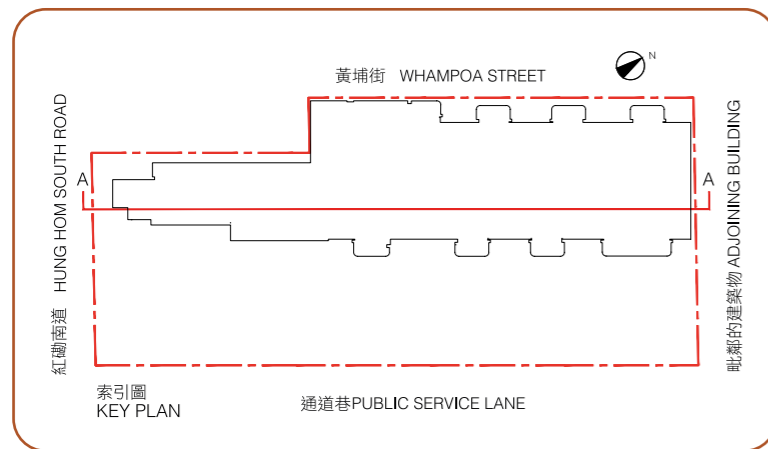 黃埔街 WHAMPOA STREET
N
紅磡南道 HUNG HOM SOUTH ROAD
A
A
毗鄰的建築物 ADJOINING BUILDING
索引圖
KEY PLAN
通道巷PUBLIC SERVICE LANE